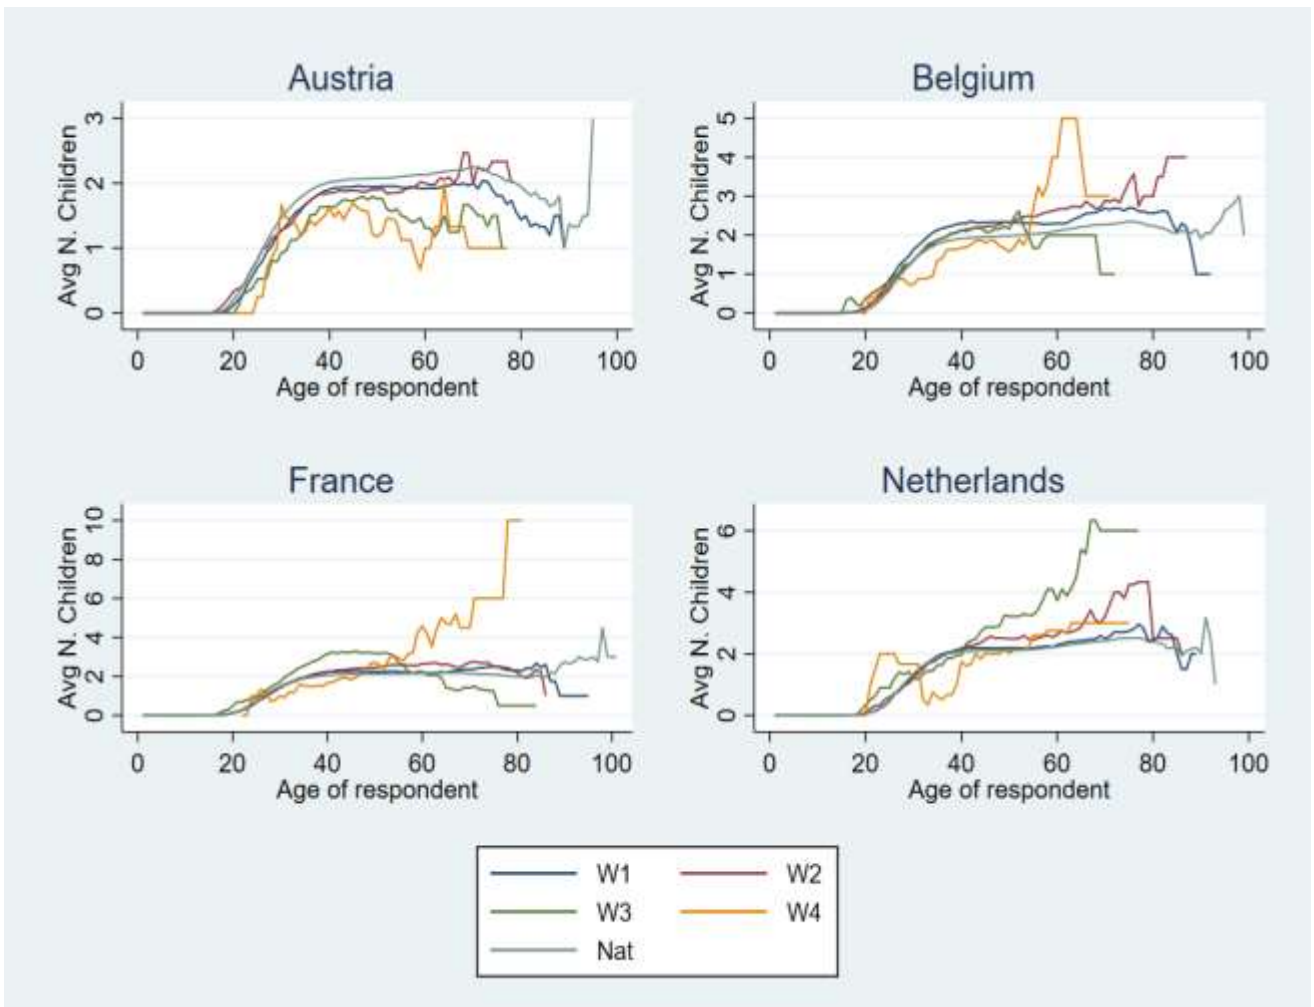 Austria
Avg N. Children
3
2
1
0
0 20 40 60 80 100
Age of respondent
Belgium
Avg N. Children
5
4
3
2
1
0
0 20 40 60 80 100
Age of respondent
France
Avg N. Children
10
8
6
4
2
0
0 20 40 60 80 100
Age of respondent
Netherlands
Avg N. Children
6
4
2
0
0 20 40 60 80 100
Age of respondent
W1 W2
W3 W4
Nat